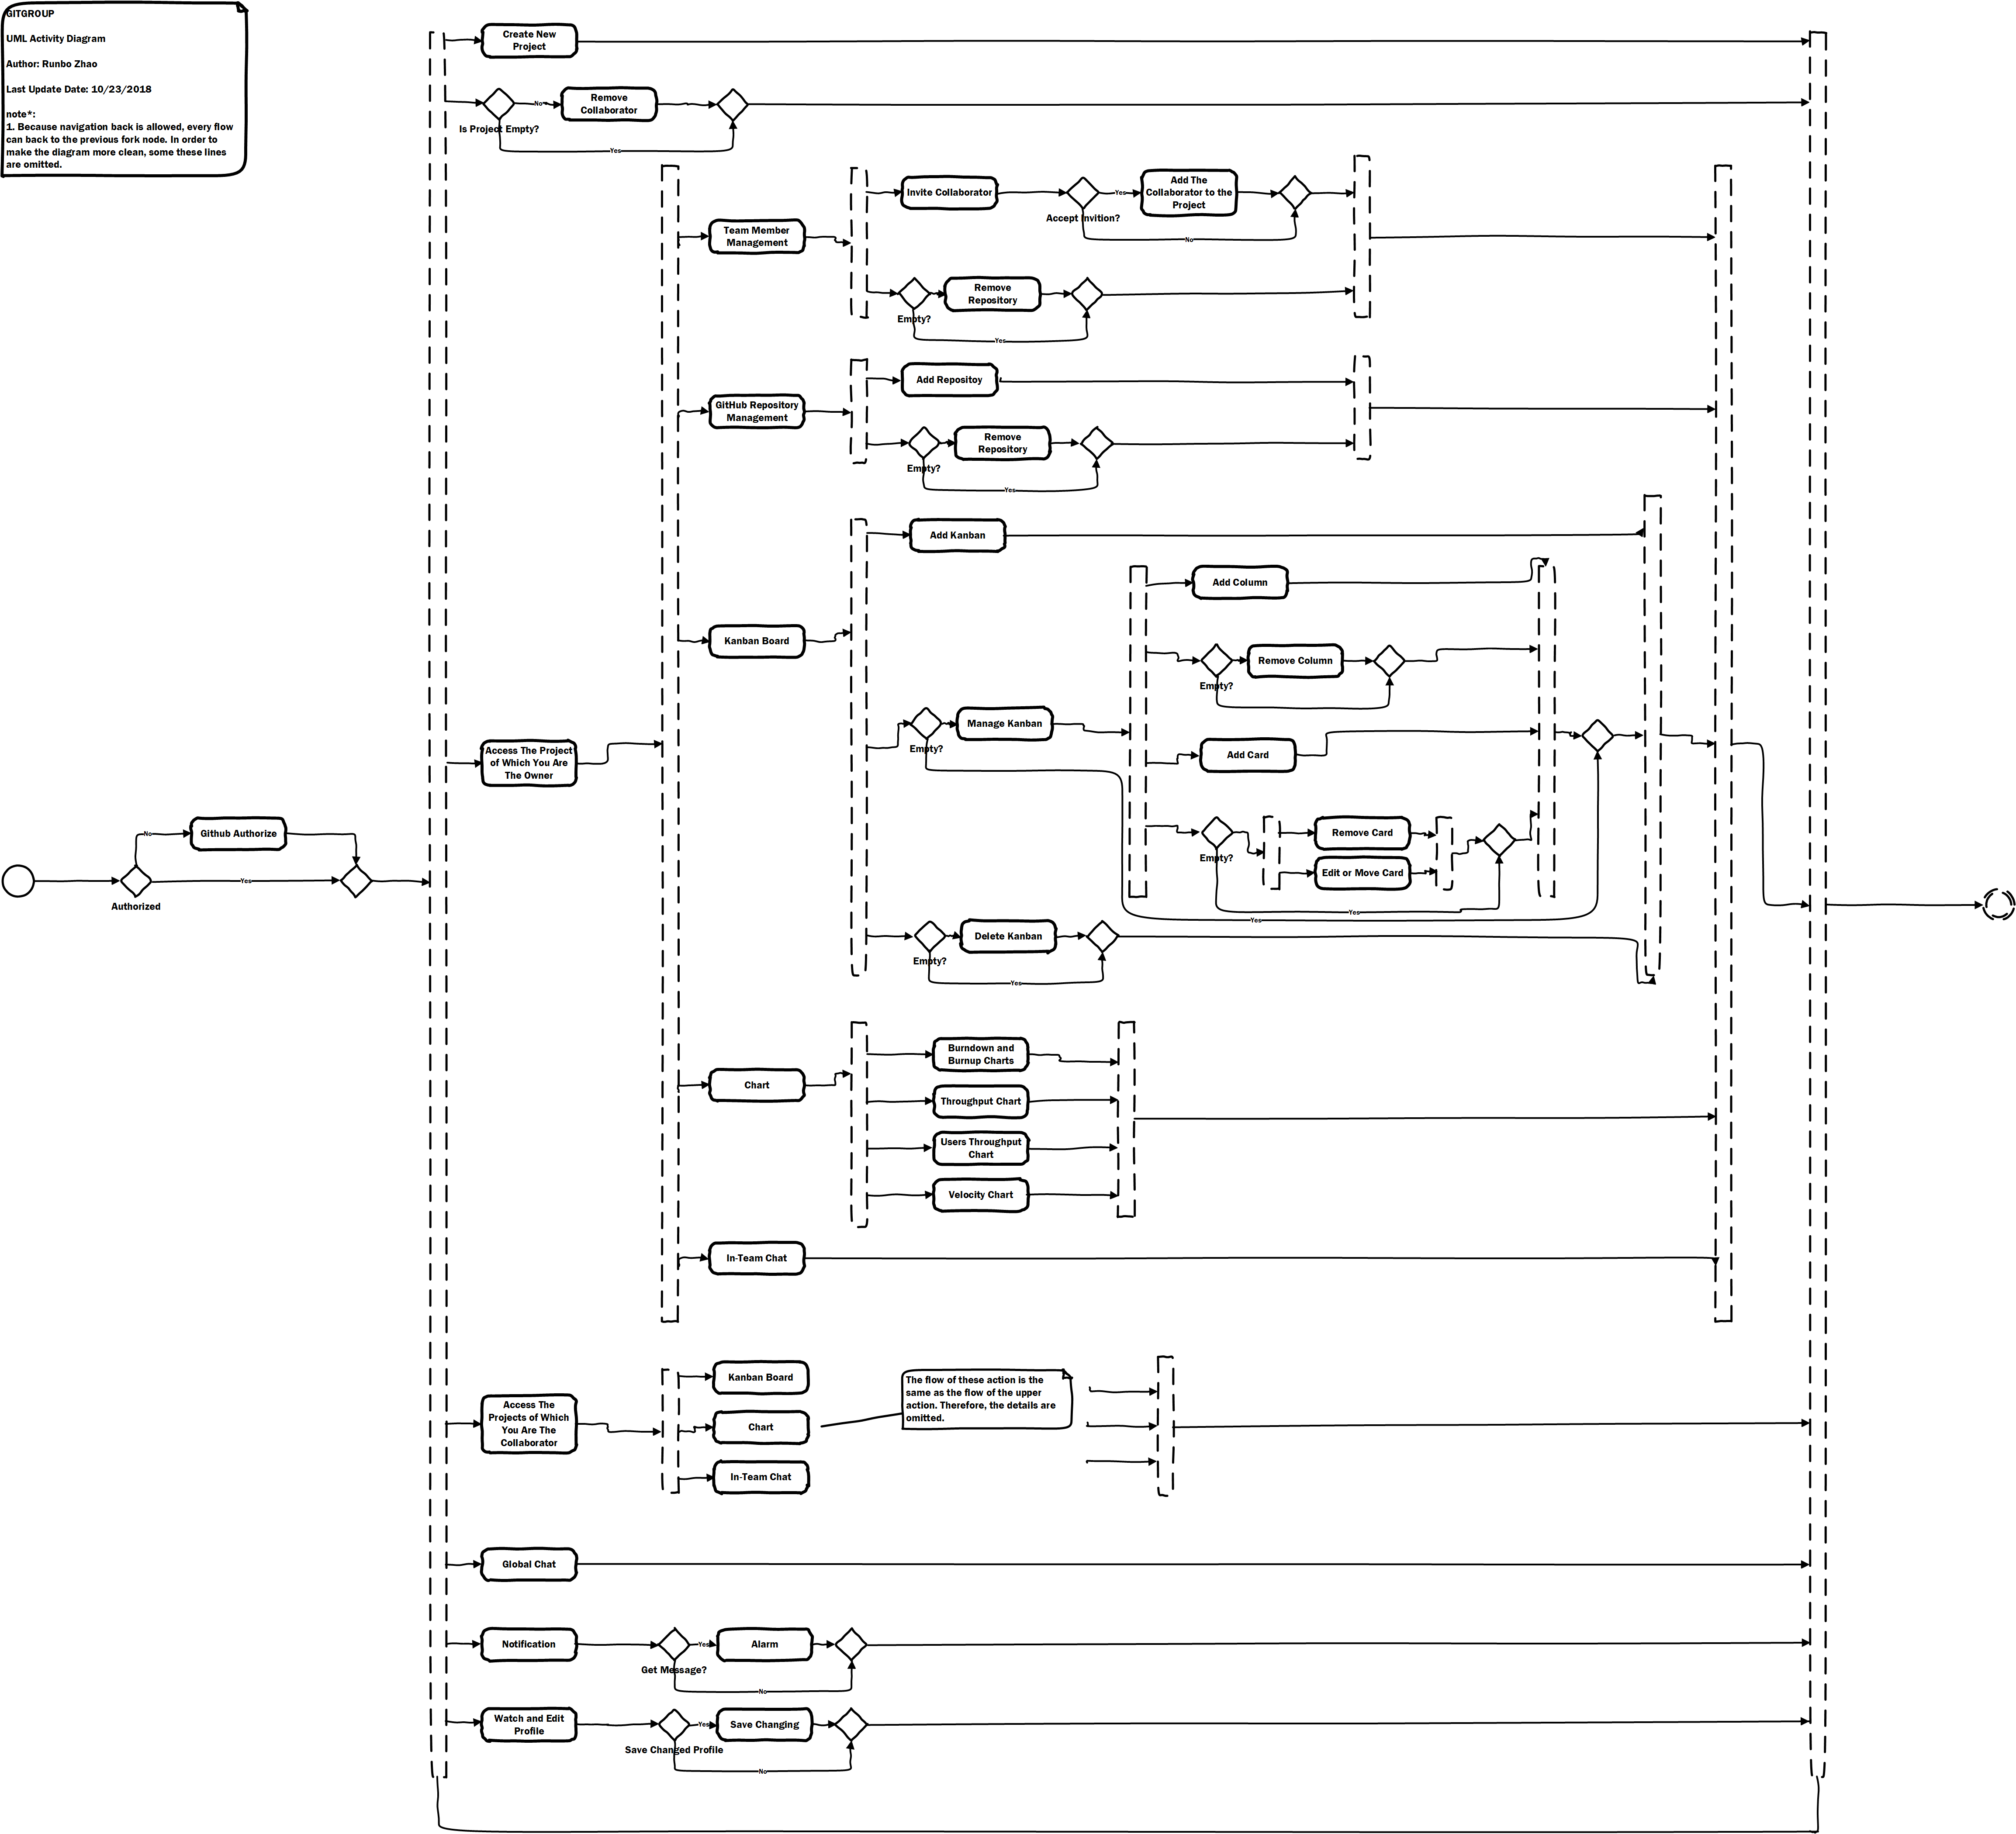 GITGROUP
UML Activity Diagram
Author: Runbo Zhao
Last Update Date: 10/23/2018
note*:
1. Because navigation back is allowed, every flow
can back to the previous fork node. In order to
make the diagram more clean, some these lines
are omitted.
Create New
Project
No
Remove
Collaborator
Is Project Empty?
Yes
Team Member
Management
Invite Collaborator
Yes
Add The
Collaborator to the
Project
Accept Invition?
No
Remove
Repository
Empty?
Yes
GitHub Repository
Management
Add Repositoy
Remove
Repository
Empty?
Yes
Kanban Board
Add Kanban
Add Column
Remove Column
Empty?
Manage Kanban
Empty?
Add Card
Remove Card
Edit or Move Card
Empty?
Yes
Yes
Delete Kanban
Empty?
Yes
Access The Project
of Which You Are
The Owner
No
Github Authorize
Yes
Authorized
Chart
Burndown and
Burnup Charts
Throughput Chart
Users Throughput
Chart
Velocity Chart
In-Team Chat
Access The
Projects of Which
You Are The
Collaborator
Kanban Board
Chart
In-Team Chat
The flow of these action is the
same as the flow of the upper
action. Therefore, the details are
omitted.
Global Chat
Notification
Yes
Alarm
Get Message?
No
Watch and Edit
Profile
Yes
Save Changing
Save Changed Profile
No